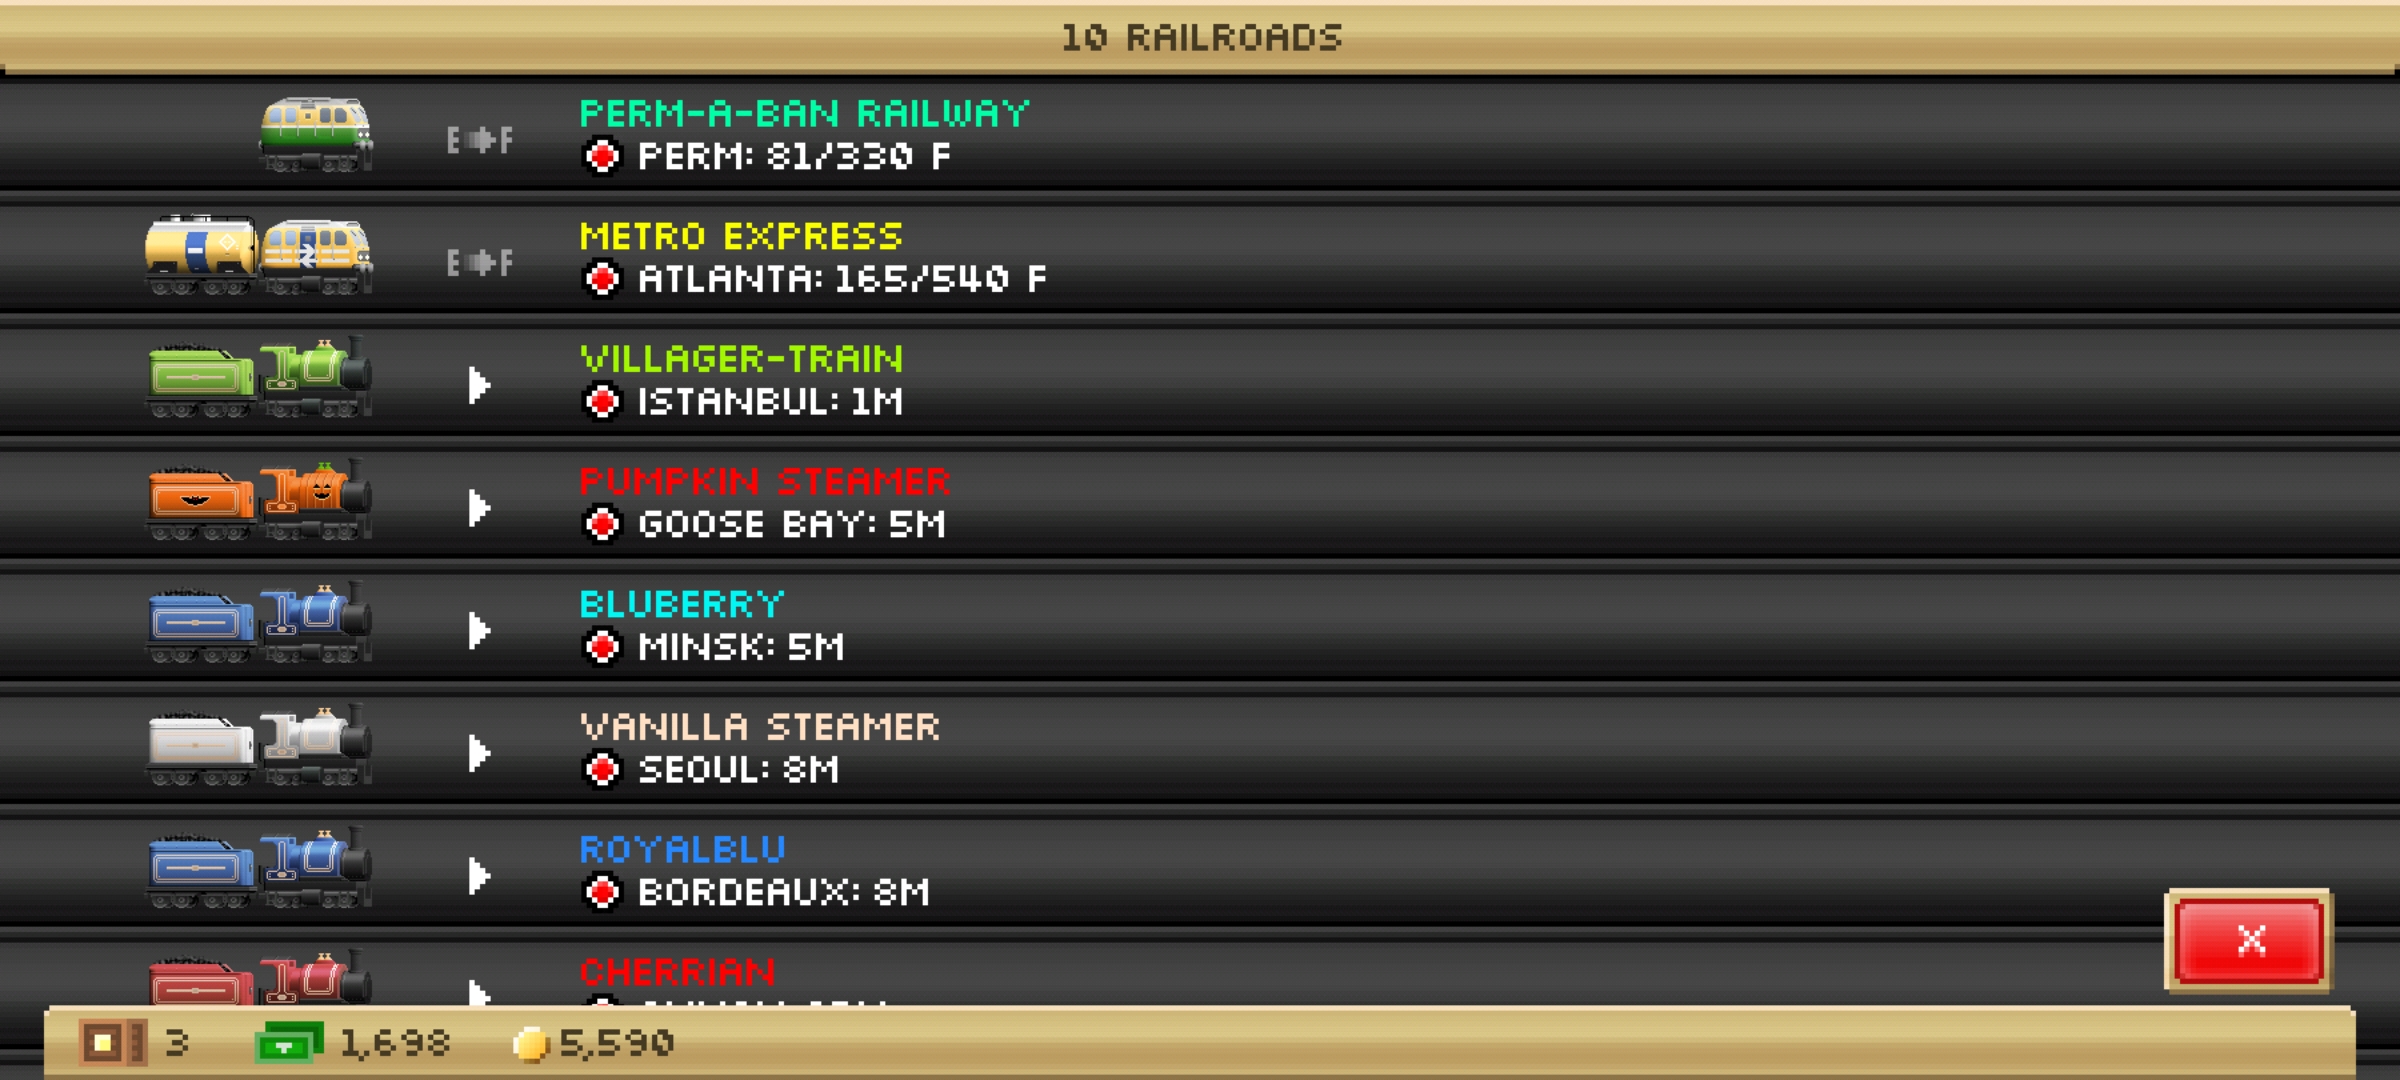 10 RAILROADS
E F
PERM-A-BAN RAILWAY
PERM: 81/330 F
E F
METRO EXPRESS
ATLANTA: 165/540 F
VILLAGER-TRAIN
ISTANBUL: 1M
PUMPKIN STEAMER
GOOSE BAY: 5M
BLUBERRY
MINSK: 5M
VANILLA STEAMER
SEOUL: 8M
ROYALBLU
BORDEAUX: 8M
CHERRIAN
X
3 1,698 5,590